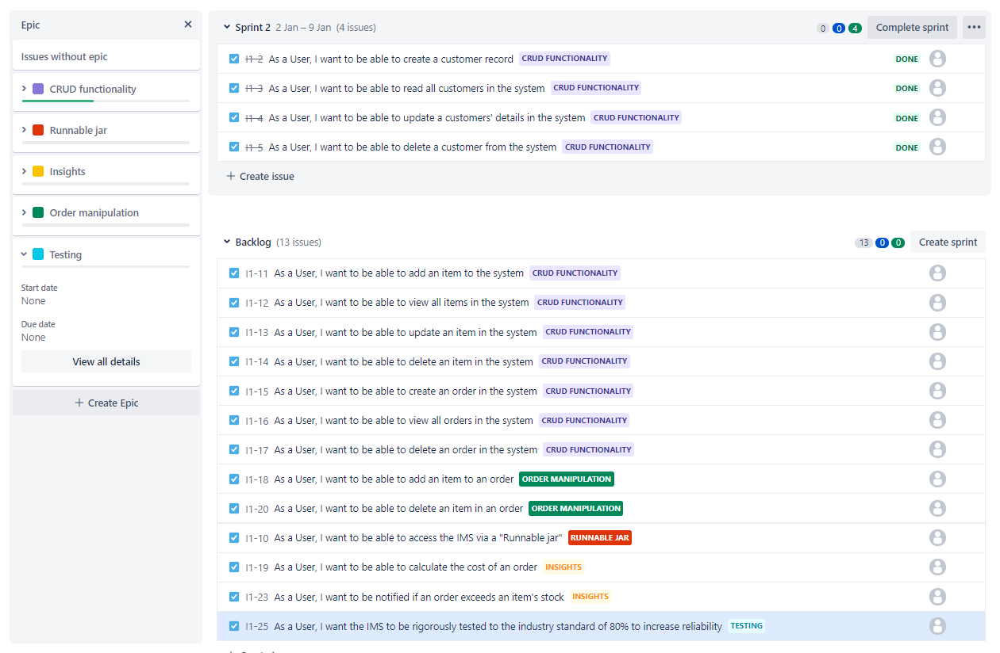 Epic
Issues without epic
CRUD functionality
Runnable jar
Insights
Order manipulation
Testing
Start date
None
Due date
None
View all details
+ Create Epic
Sprint 2 2 Jan – 9 Jan (4 issues) 0 0 4 Complete sprint
I1-2 As a User, I want to be able to create a customer record CRUD FUNCTIONALITY DONE
I1-3 As a User, I want to be able to read all customers in the system CRUD FUNCTIONALITY DONE
I1-4 As a User, I want to be able to update a customers' details in the system CRUD FUNCTIONALITY DONE
I1-5 As a User, I want to be able to delete a customer from the system CRUD FUNCTIONALITY DONE
+ Create issue
Backlog (13 issues) 13 0 0 Create sprint
I1-11 As a User, I want to be able to add an item to the system CRUD FUNCTIONALITY
I1-12 As a User, I want to be able to view all items in the system CRUD FUNCTIONALITY
I1-13 As a User, I want to be able to update an item in the system CRUD FUNCTIONALITY
I1-14 As a User, I want to be able to delete an item in the system CRUD FUNCTIONALITY
I1-15 As a User, I want to be able to create an order in the system CRUD FUNCTIONALITY
I1-16 As a User, I want to be able to view all orders in the system CRUD FUNCTIONALITY
I1-17 As a User, I want to be able to delete an order in the system CRUD FUNCTIONALITY
I1-18 As a User, I want to be able to add an item to an order ORDER MANIPULATION
I1-20 As a User, I want to be able to delete an item in an order ORDER MANIPULATION
I1-10 As a User, I want to be able to access the IMS via a "Runnable jar" RUNNABLE JAR
I1-19 As a User, I want to be able to calculate the cost of an order INSIGHTS
I1-23 As a User, I want to be notified if an order exceeds an item's stock INSIGHTS
I1-25 As a User, I want the IMS to be rigorously tested to the industry standard of 80% to increase reliability TESTING